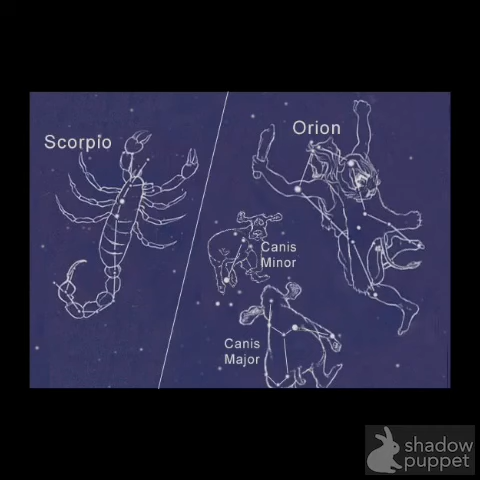 Scorpio
Orion
Canis
Minor
Canis
Major
shadow
puppet